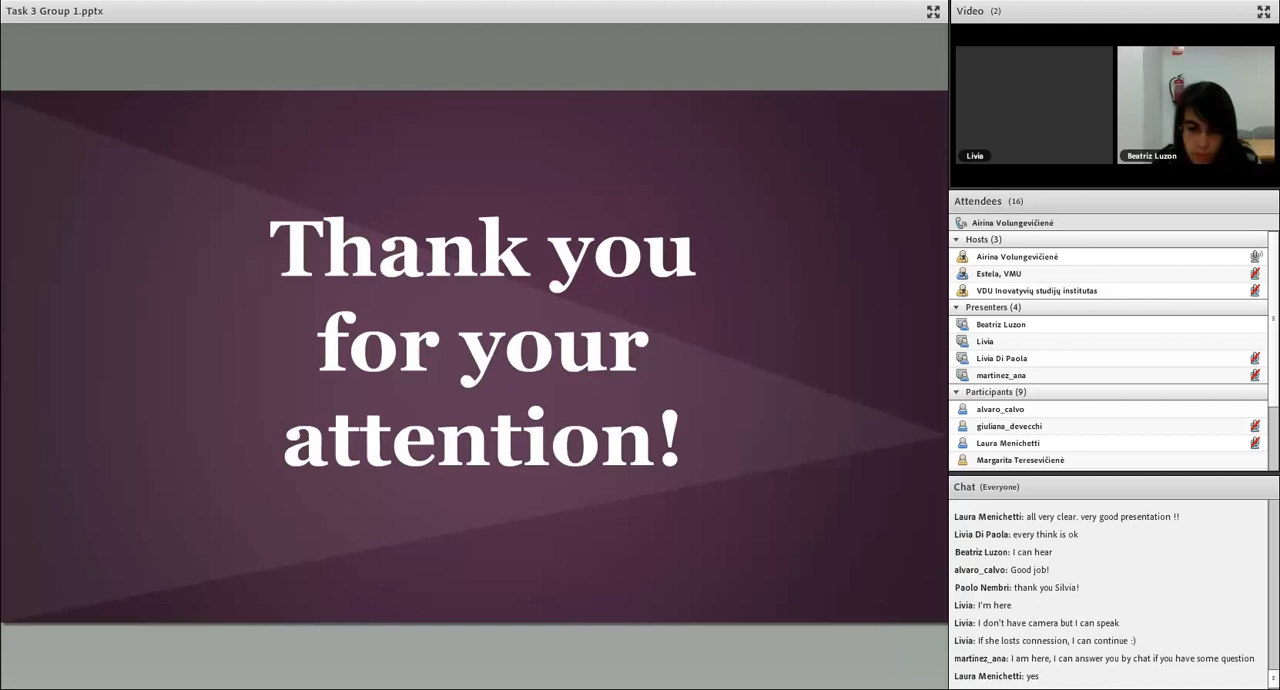 Task 3 Group 1.pptx
Thank you
for your
attention!
Video (2)
Livia
Beatriz Luzon
Attendees (16)
Airina Volungevičienė
Hosts (3)
Airina Volungevičienė
Estela, VMU
VDU Inovatyvių studijų institutas
Presenters (4)
Beatriz Luzon
Livia
Livia Di Paola
martinez_ana
Participants (9)
alvaro_calvo
giuliana_devecchi
Laura Menichetti
Margarita Teresevičienė
Chat (Everyone)
Laura Menichetti: all very clear. very good presentation !!
Livia Di Paola: every think is ok
Beatriz Luzon: I can hear
alvaro_calvo: Good job!
Paolo Nembri: thank you Silvia!
Livia: I'm here
Livia: I don't have camera but I can speak
Livia: If she losts connession, I can continue :)
martinez_ana: I am here, I can answer you by chat if you have some question
Laura Menichetti: yes